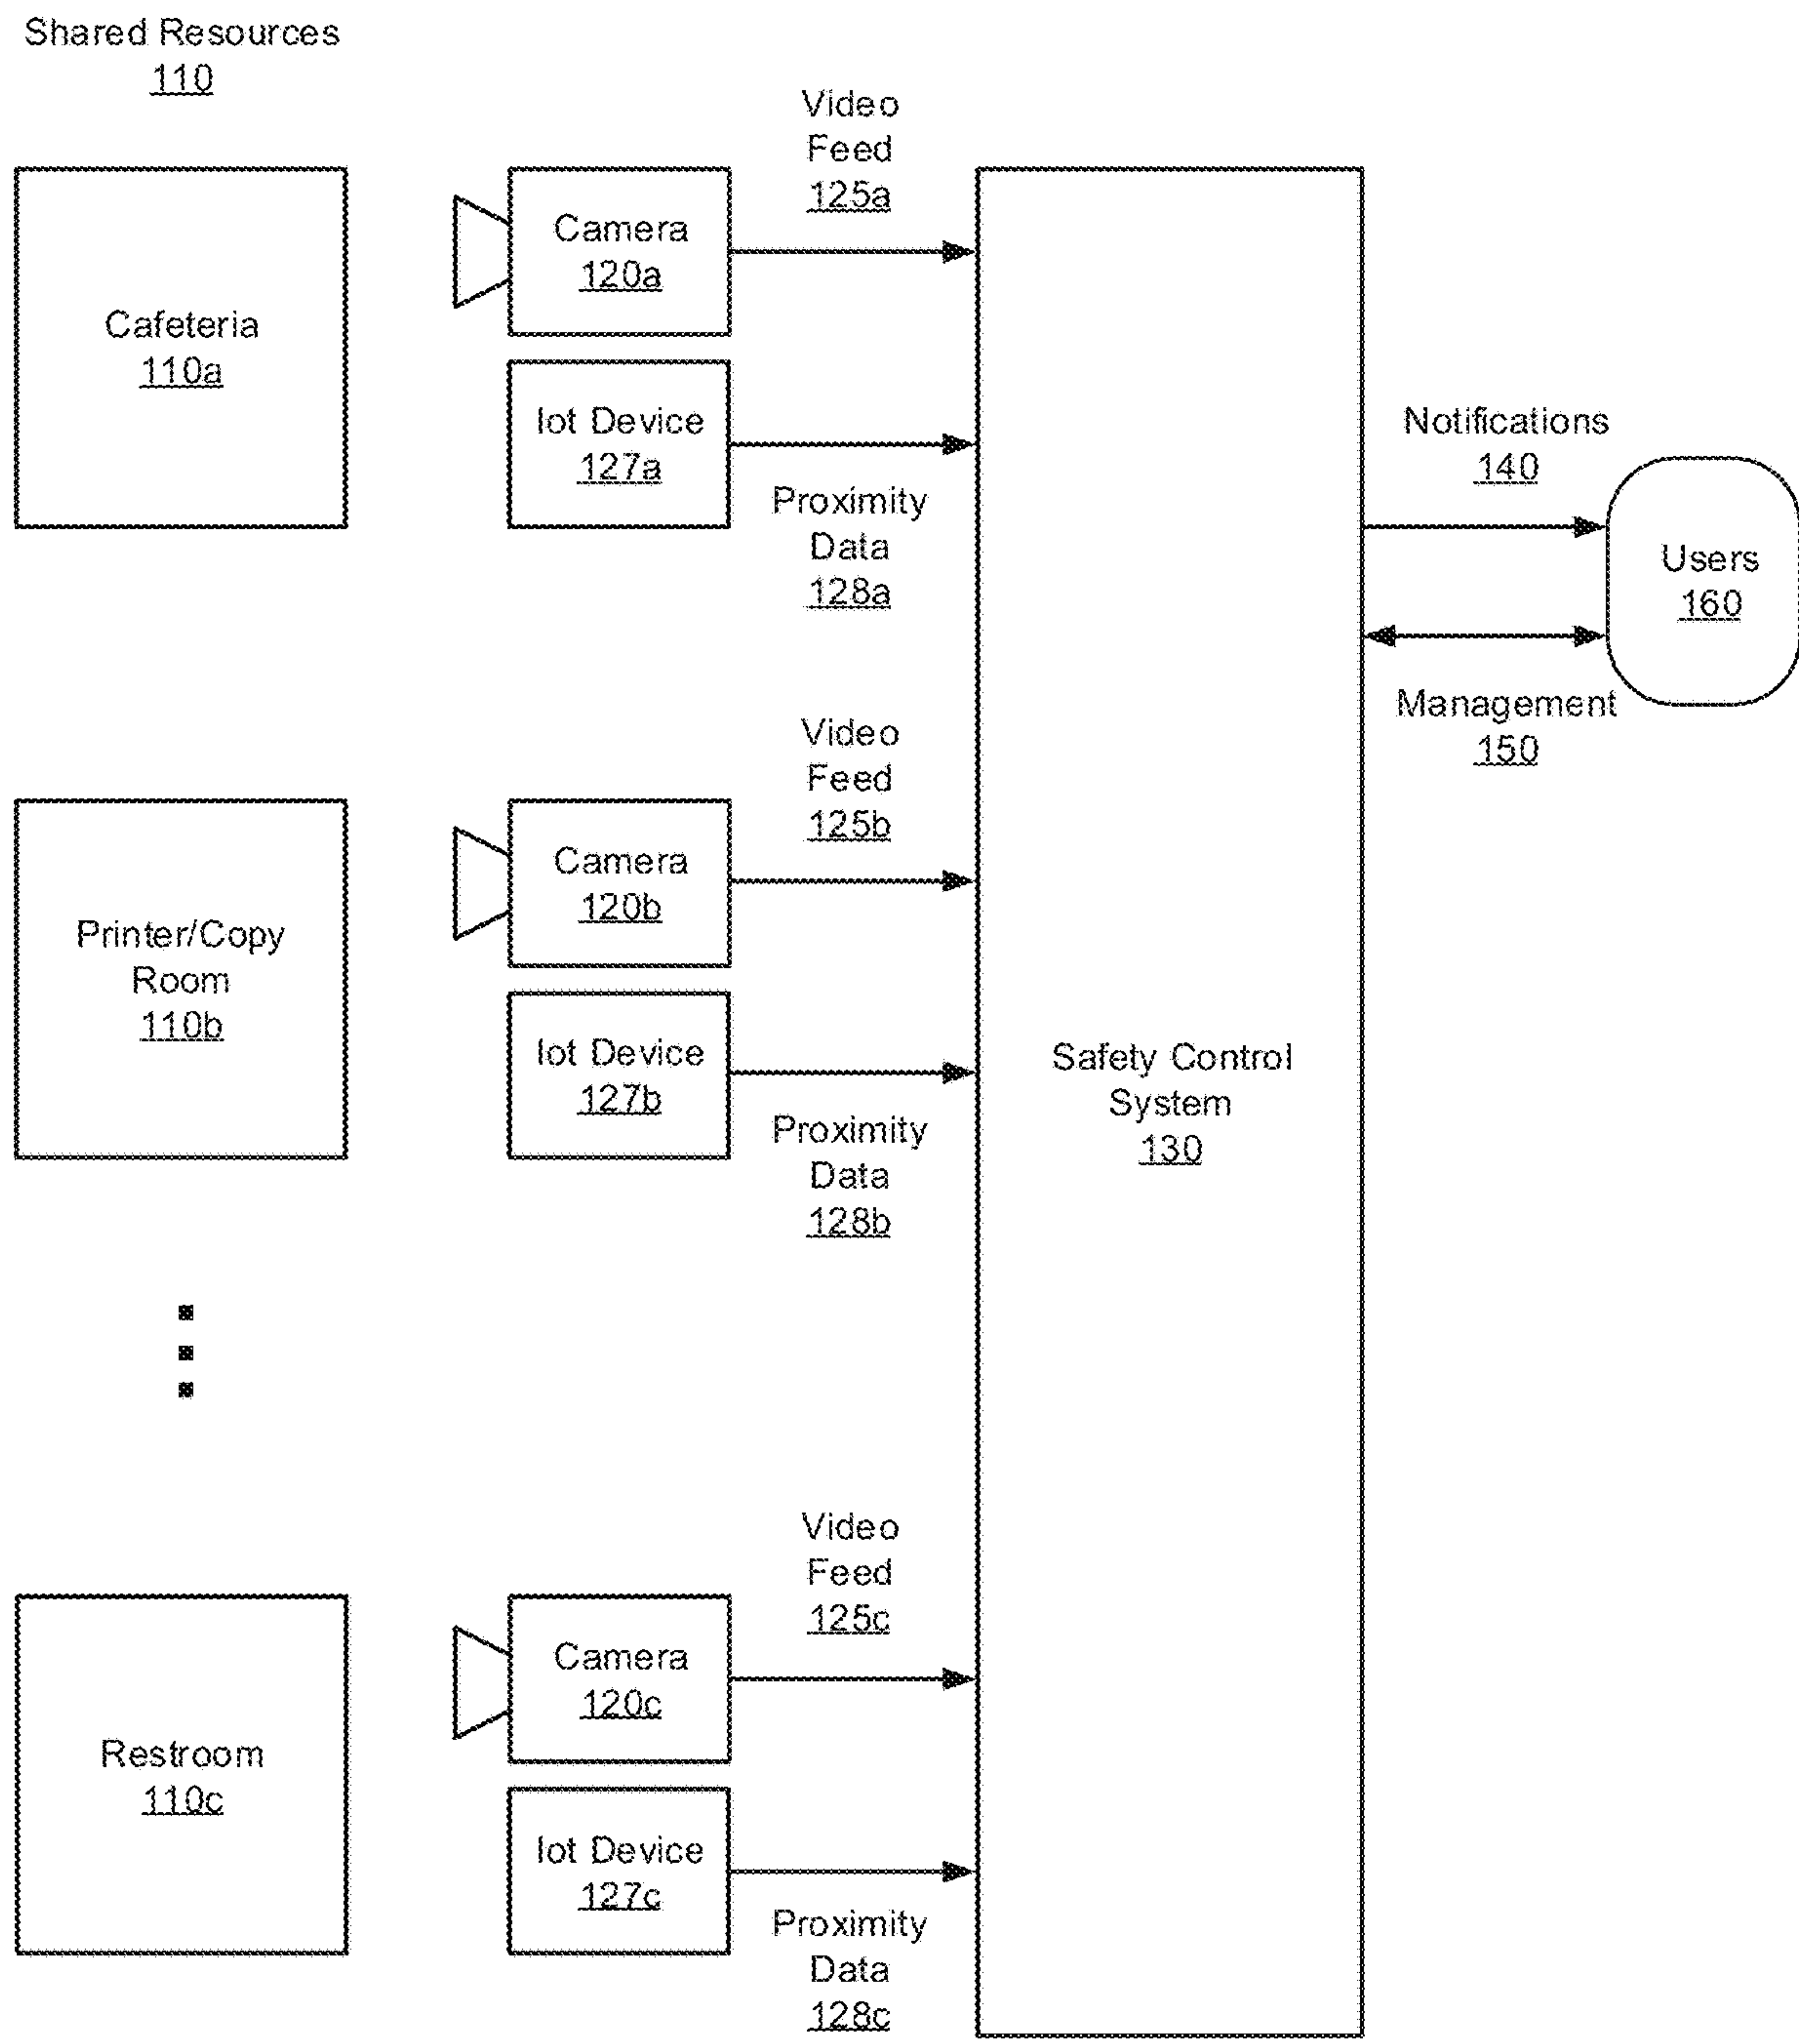 Shared Resources
110
Cafeteria
110a
Camera
120a
Video
Feed
125a
Iot Device
127a
Proximity
Data
128a
Printer/Copy
Room
110b
Camera
120b
Video
Feed
125b
Iot Device
127b
Proximity
Data
128b
Restroom
110c
Camera
120c
Video
Feed
125c
Iot Device
127c
Proximity
Data
128c
Safety Control
System
130
Notifications
140
Users
160
Management
150